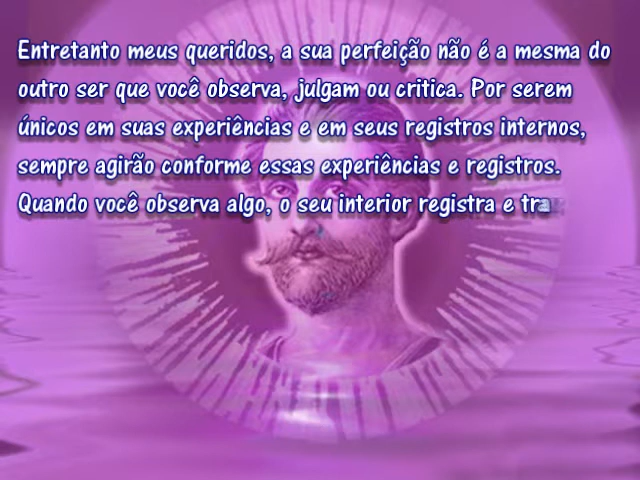 Entretanto meus queridos, a sua perfeição não é a mesma do
outro ser que você observa, julgam ou critica. Por serem
únicos em suas experiências e em seus registros internos,
sempre agirão conforme essas experiências e registros.
Quando você observa algo, o seu interior registra e